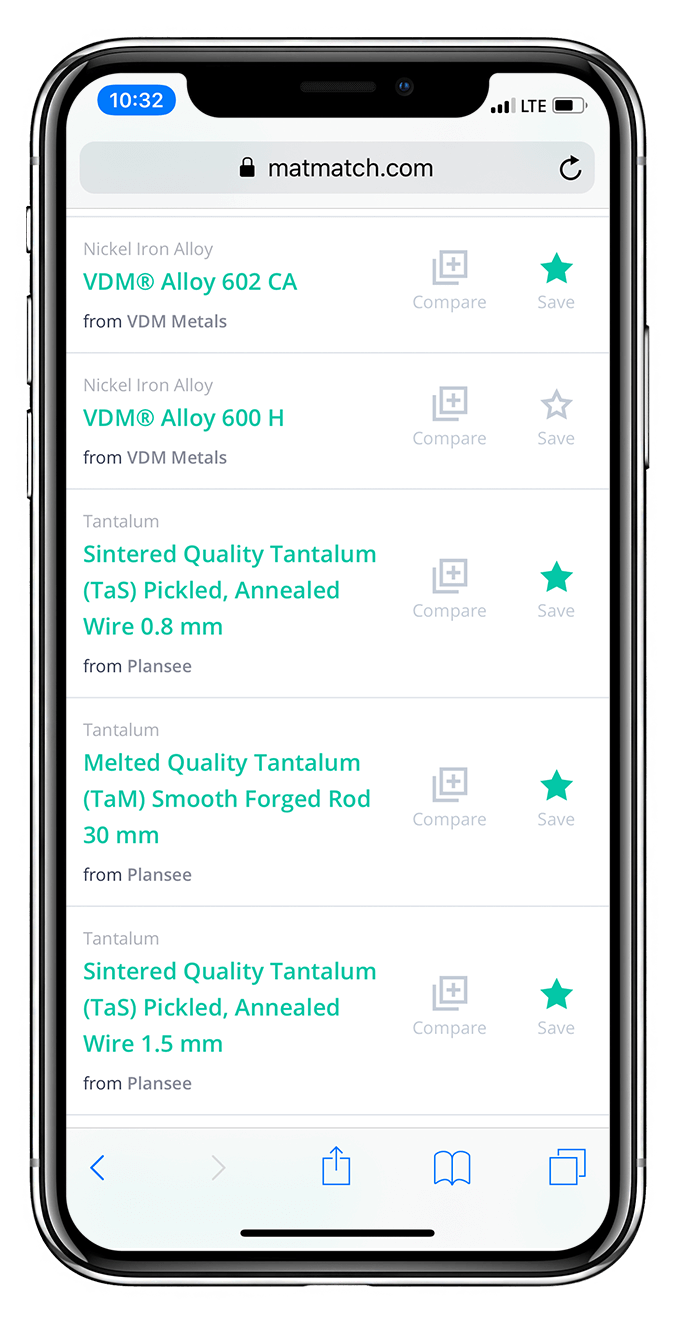 10:32
LTE
matmatch.com
Nickel Iron Alloy
VDM® Alloy 602 CA
from VDM Metals
Compare
Save
Nickel Iron Alloy
VDM® Alloy 600 H
from VDM Metals
Compare
Save
Tantalum
Sintered Quality Tantalum
(TaS) Pickled, Annealed
Wire 0.8 mm
from Plansee
Compare
Save
Tantalum
Melted Quality Tantalum
(TaM) Smooth Forged Rod
30 mm
from Plansee
Compare
Save
Tantalum
Sintered Quality Tantalum
(TaS) Pickled, Annealed
Wire 1.5 mm
from Plansee
Compare
Save